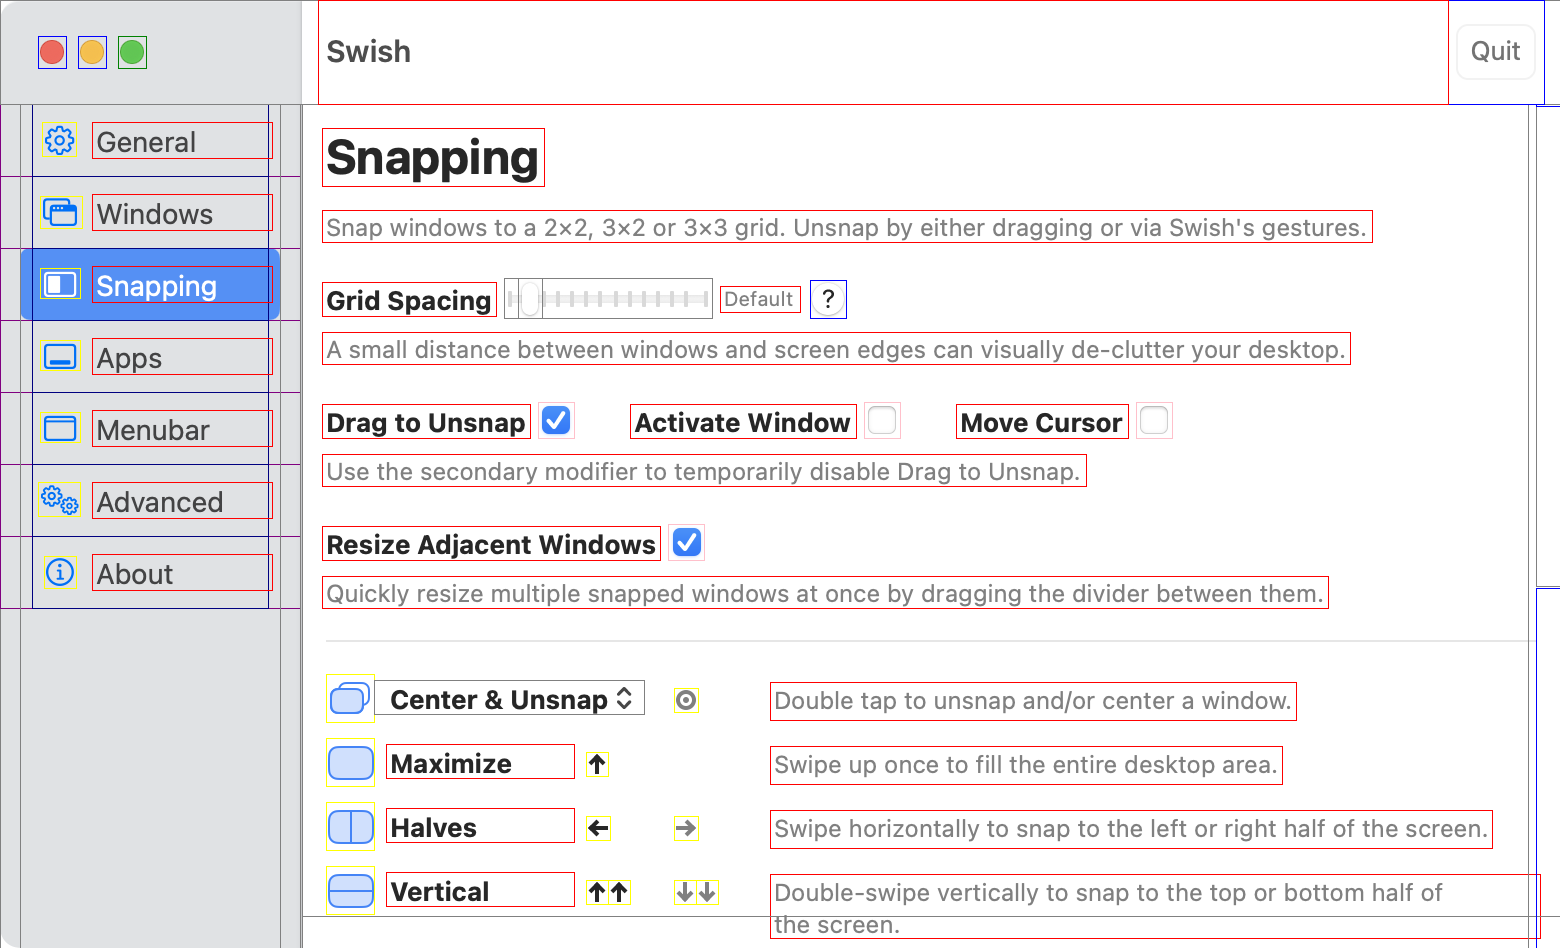 Swish
Quit
General
Windows
Snapping
Apps
Menubar
Advanced
About
Snapping
Snap windows to a 2×2, 3×2 or 3×3 grid. Unsnap by either dragging or via Swish's gestures.
Grid Spacing Default ?
A small distance between windows and screen edges can visually de-clutter your desktop.
Drag to Unsnap Activate Window Move Cursor
Use the secondary modifier to temporarily disable Drag to Unsnap.
Resize Adjacent Windows
Quickly resize multiple snapped windows at once by dragging the divider between them.
Center & Unsnap Double tap to unsnap and/or center a window.
Maximize ↑ Swipe up once to fill the entire desktop area.
Halves ← → Swipe horizontally to snap to the left or right half of the screen.
Vertical ↑↑ ↓↓ Double-swipe vertically to snap to the top or bottom half of
the screen.